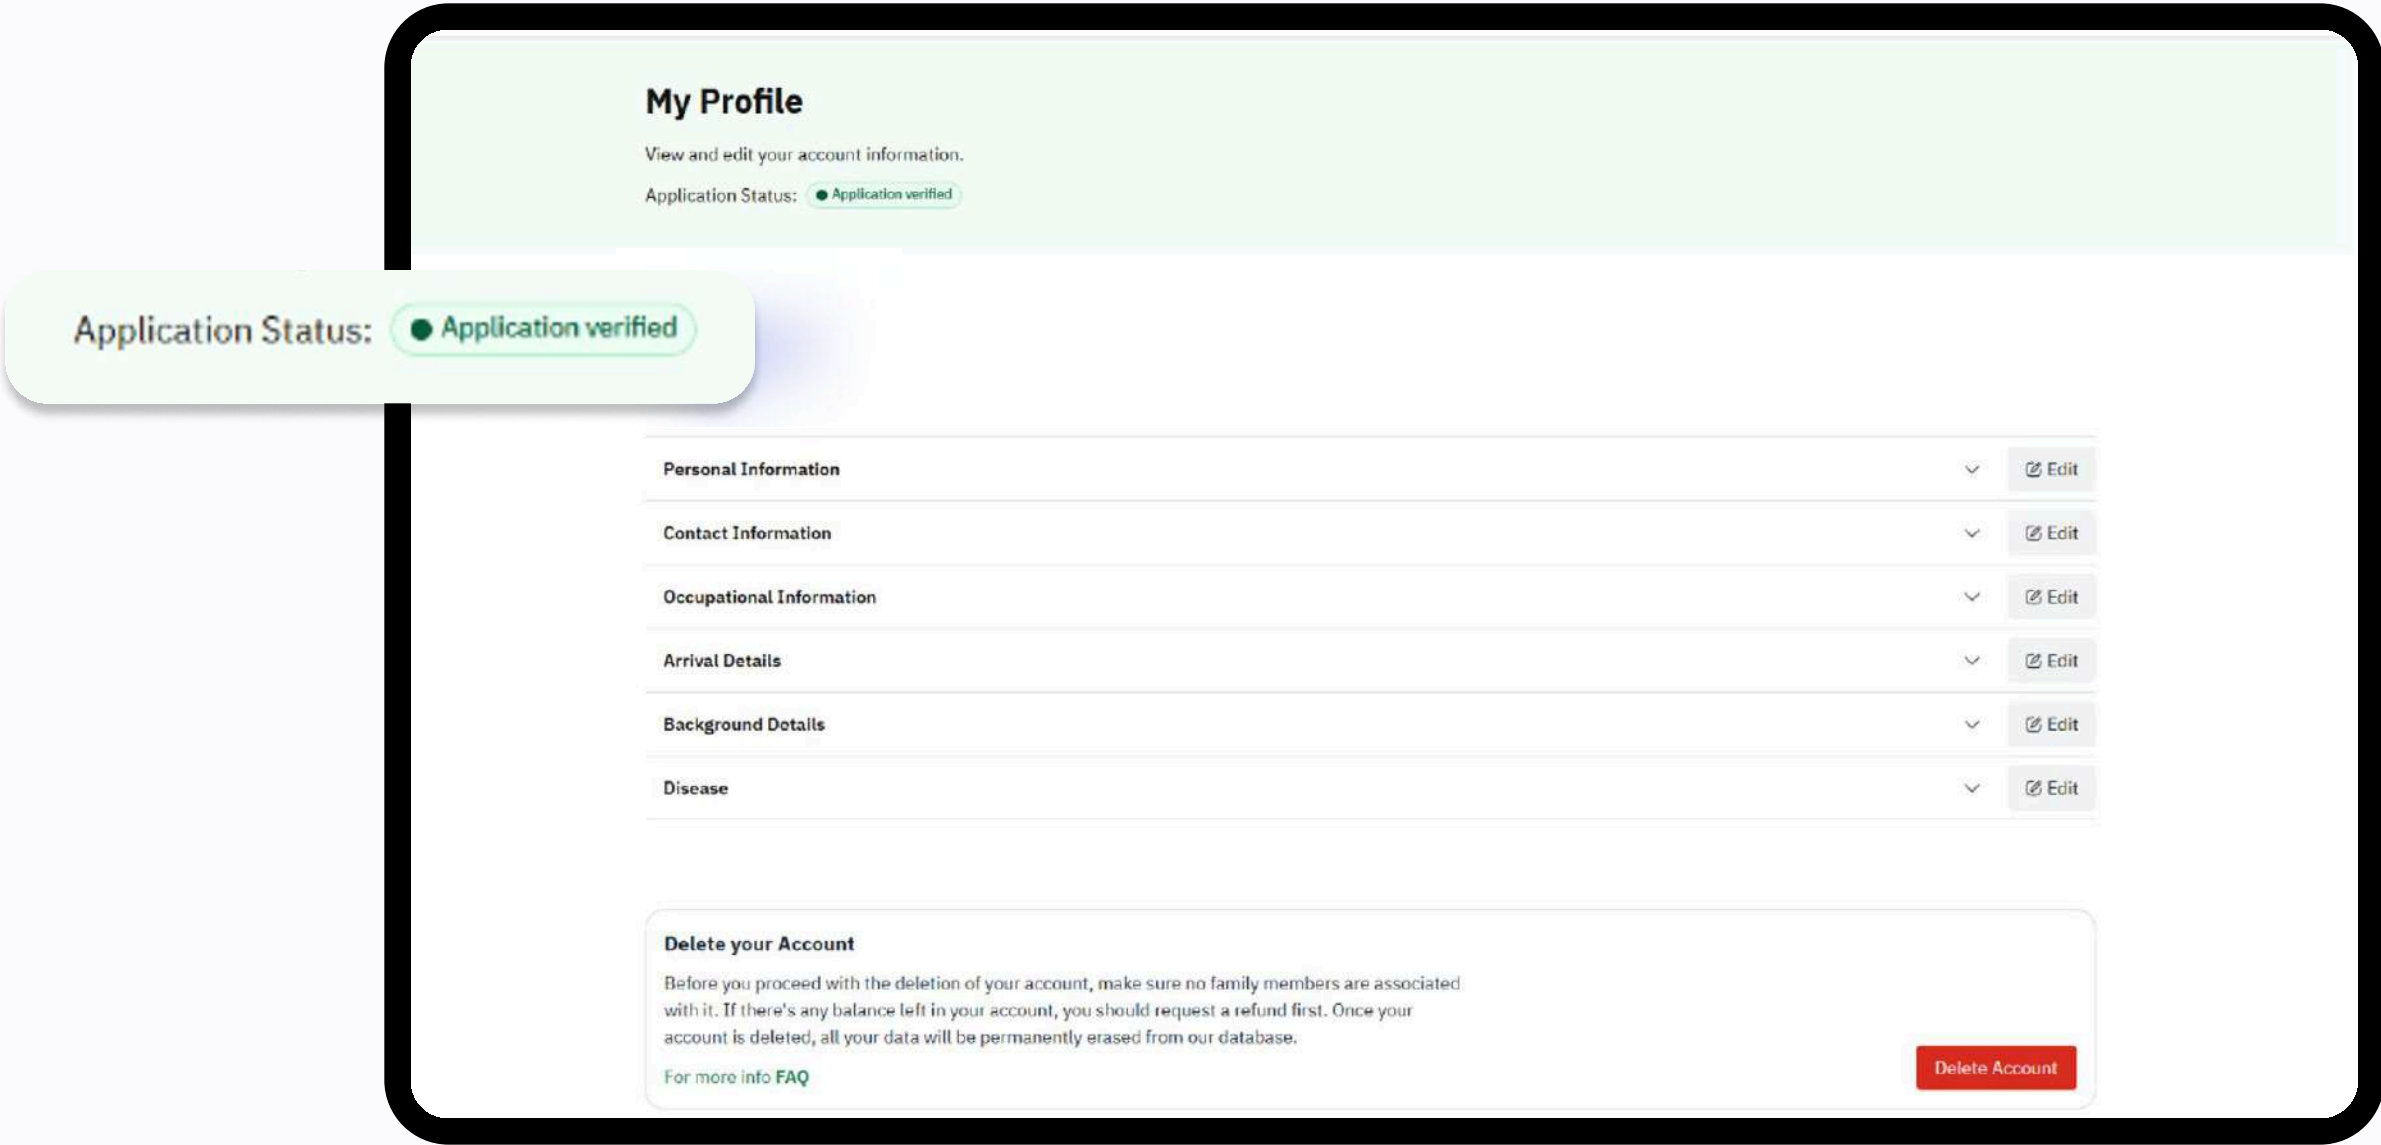 My Profile
View and edit your account information.
Application Status: Application verified
Application Status: Application verified
Personal Information Edit
Contact Information Edit
Occupational Information Edit
Arrival Details Edit
Background Details Edit
Disease Edit
Delete your Account
Before you proceed with the deletion of your account, make sure no family members are associated
with it. If there's any balance left in your account, you should request a refund first. Once your
account is deleted, all your data will be permanently erased from our database.
For more info FAQ
Delete Account